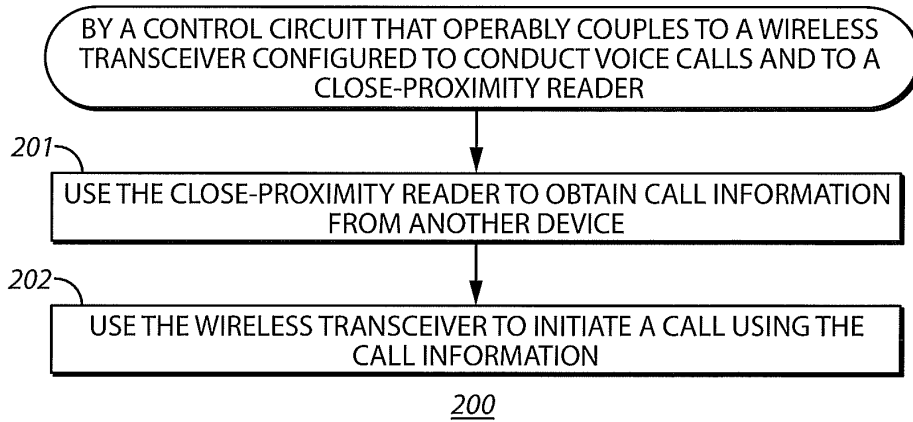 BY A CONTROL CIRCUIT THAT OPERABLY COUPLES TO A WIRELESS
TRANSCEIVER CONFIGURED TO CONDUCT VOICE CALLS AND TO A
CLOSE-PROXIMITY READER
201
USE THE CLOSE-PROXIMITY READER TO OBTAIN CALL INFORMATION
FROM ANOTHER DEVICE
202
USE THE WIRELESS TRANSCEIVER TO INITIATE A CALL USING THE
CALL INFORMATION
200